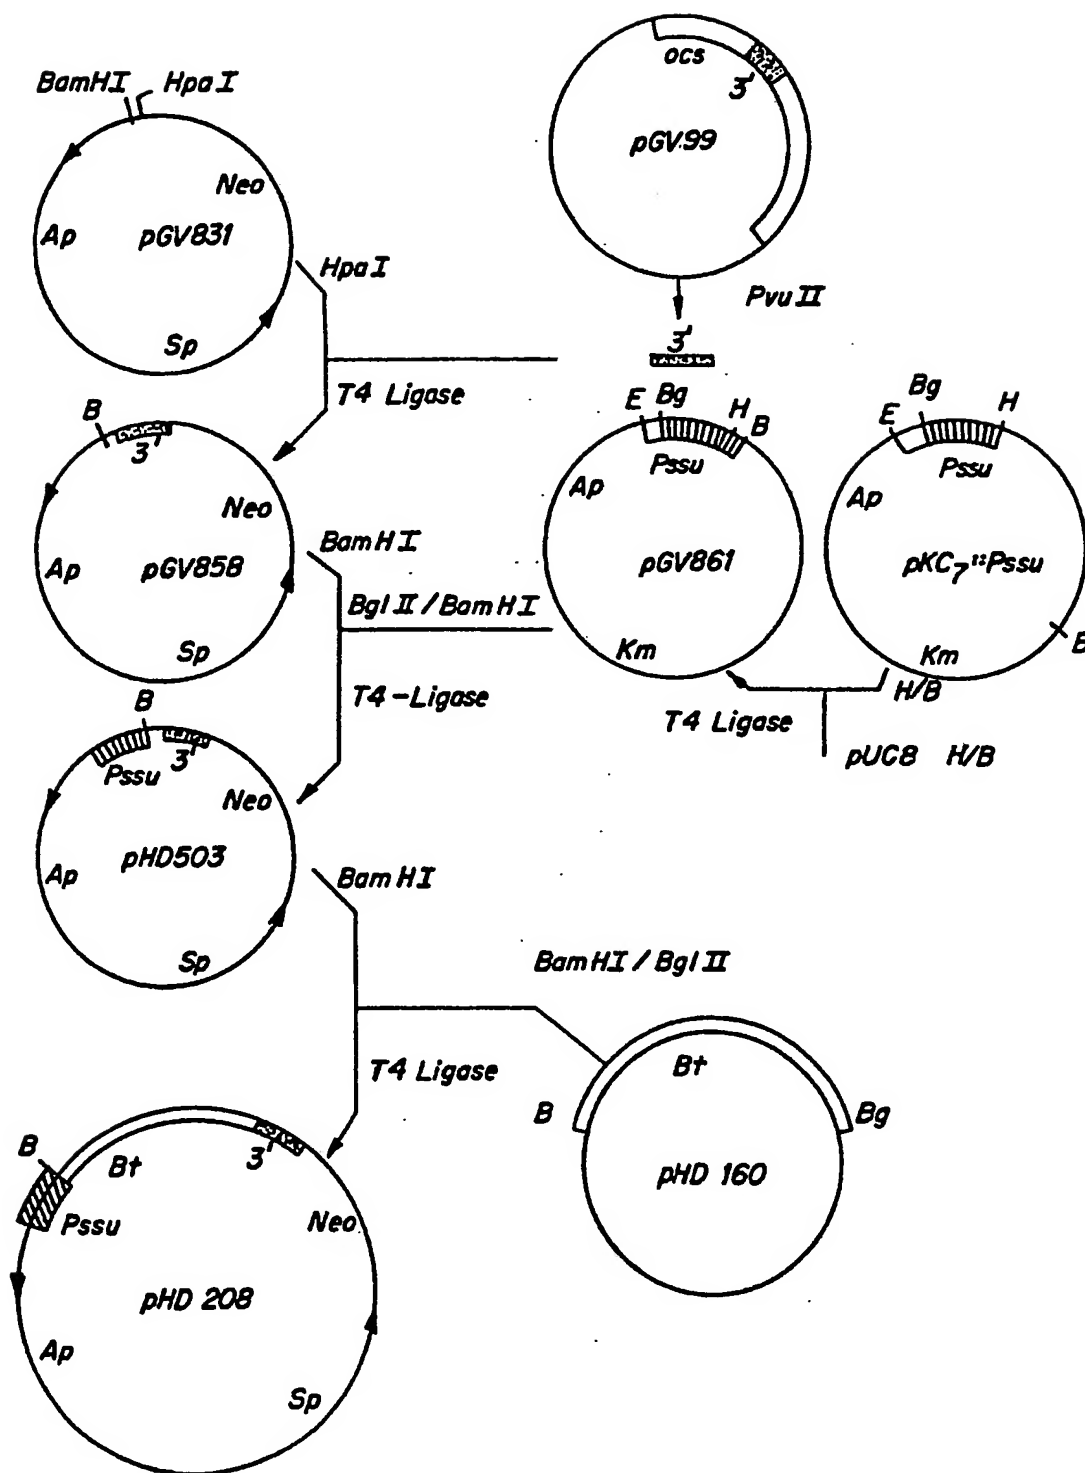 BamHI HpaI
Neo
Ap pGV831
Sp
ocs
3'
pGV99
PvuII
3'
HpaI
T4 Ligase
B
3'
Neo
Ap pGV858
Sp
E Bg H B
Pssu
Ap
pGV861
Km
E Bg H
Pssu
Ap
pKC7::Pssu
B
Km
H/B
T4 Ligase
pUC8 H/B
BamHI
BglII/BamHI
T4-Ligase
B
Pssu 3'
Neo
Ap pHD503
Sp
BamHI
BamHI/BglII
T4 Ligase
B Bt Bg
pHD 160
B Bt 3'
Pssu Neo
pHD 208
Ap
Sp